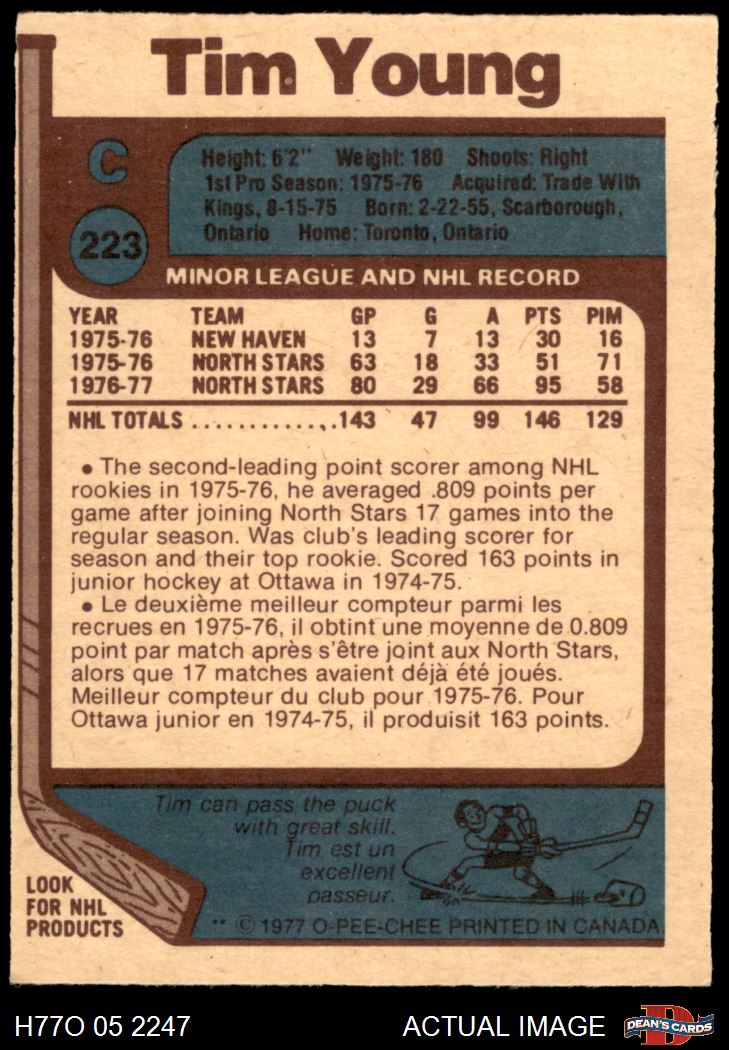 Tim Young
C
223
Height: 6'2" Weight: 180 Shoots: Right
1st Pro Season: 1975-76 Acquired: Trade With
Kings, 8-15-75 Born: 2-22-55, Scarborough,
Ontario Home: Toronto, Ontario
MINOR LEAGUE AND NHL RECORD
YEAR TEAM GP G A PTS PIM
1975-76 NEW HAVEN 13 7 13 30 16
1975-76 NORTH STARS 63 18 33 51 71
1976-77 NORTH STARS 80 29 66 95 58
NHL TOTALS .............143 47 99 146 129
• The second-leading point scorer among NHL
rookies in 1975-76, he averaged .809 points per
game after joining North Stars 17 games into the
regular season. Was club's leading scorer for
season and their top rookie. Scored 163 points in
junior hockey at Ottawa in 1974-75.
• Le deuxième meilleur compteur parmi les
recrues en 1975-76, il obtint une moyenne de 0.809
point par match après s'être joint aux North Stars,
alors que 17 matches avaient déjà été joués.
Meilleur compteur du club pour 1975-76. Pour
Ottawa junior en 1974-75, il produisit 163 points.
Tim can pass the puck
with great skill.
Tim est un
excellent
passeur.
LOOK
FOR NHL
PRODUCTS
** © 1977 O-PEE-CHEE PRINTED IN CANADA
H77O 05 2247
ACTUAL IMAGE
D
DEAN'S CARDS